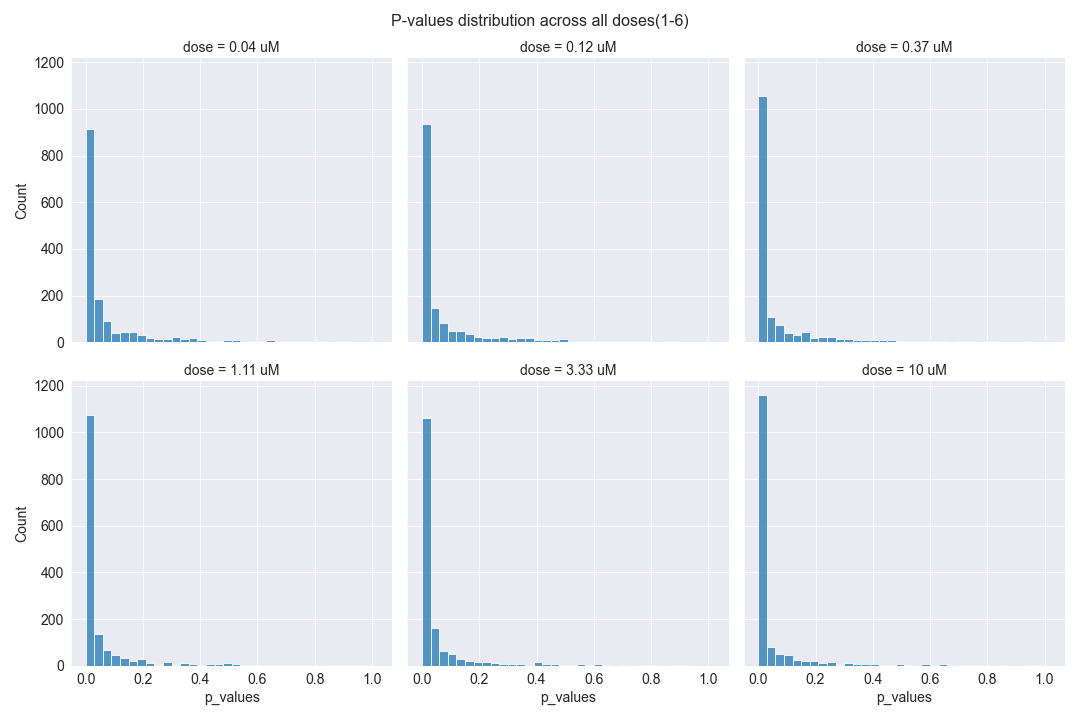 P-values distribution across all doses(1-6)
dose = 0.04 uM
dose = 0.12 uM
dose = 0.37 uM
1200
1000
800
600
400
200
0
Count
dose = 1.11 uM
dose = 3.33 uM
dose = 10 uM
1200
1000
800
600
400
200
0
Count
0.0 0.2 0.4 0.6 0.8 1.0
0.0 0.2 0.4 0.6 0.8 1.0
0.0 0.2 0.4 0.6 0.8 1.0
p_values
p_values
p_values